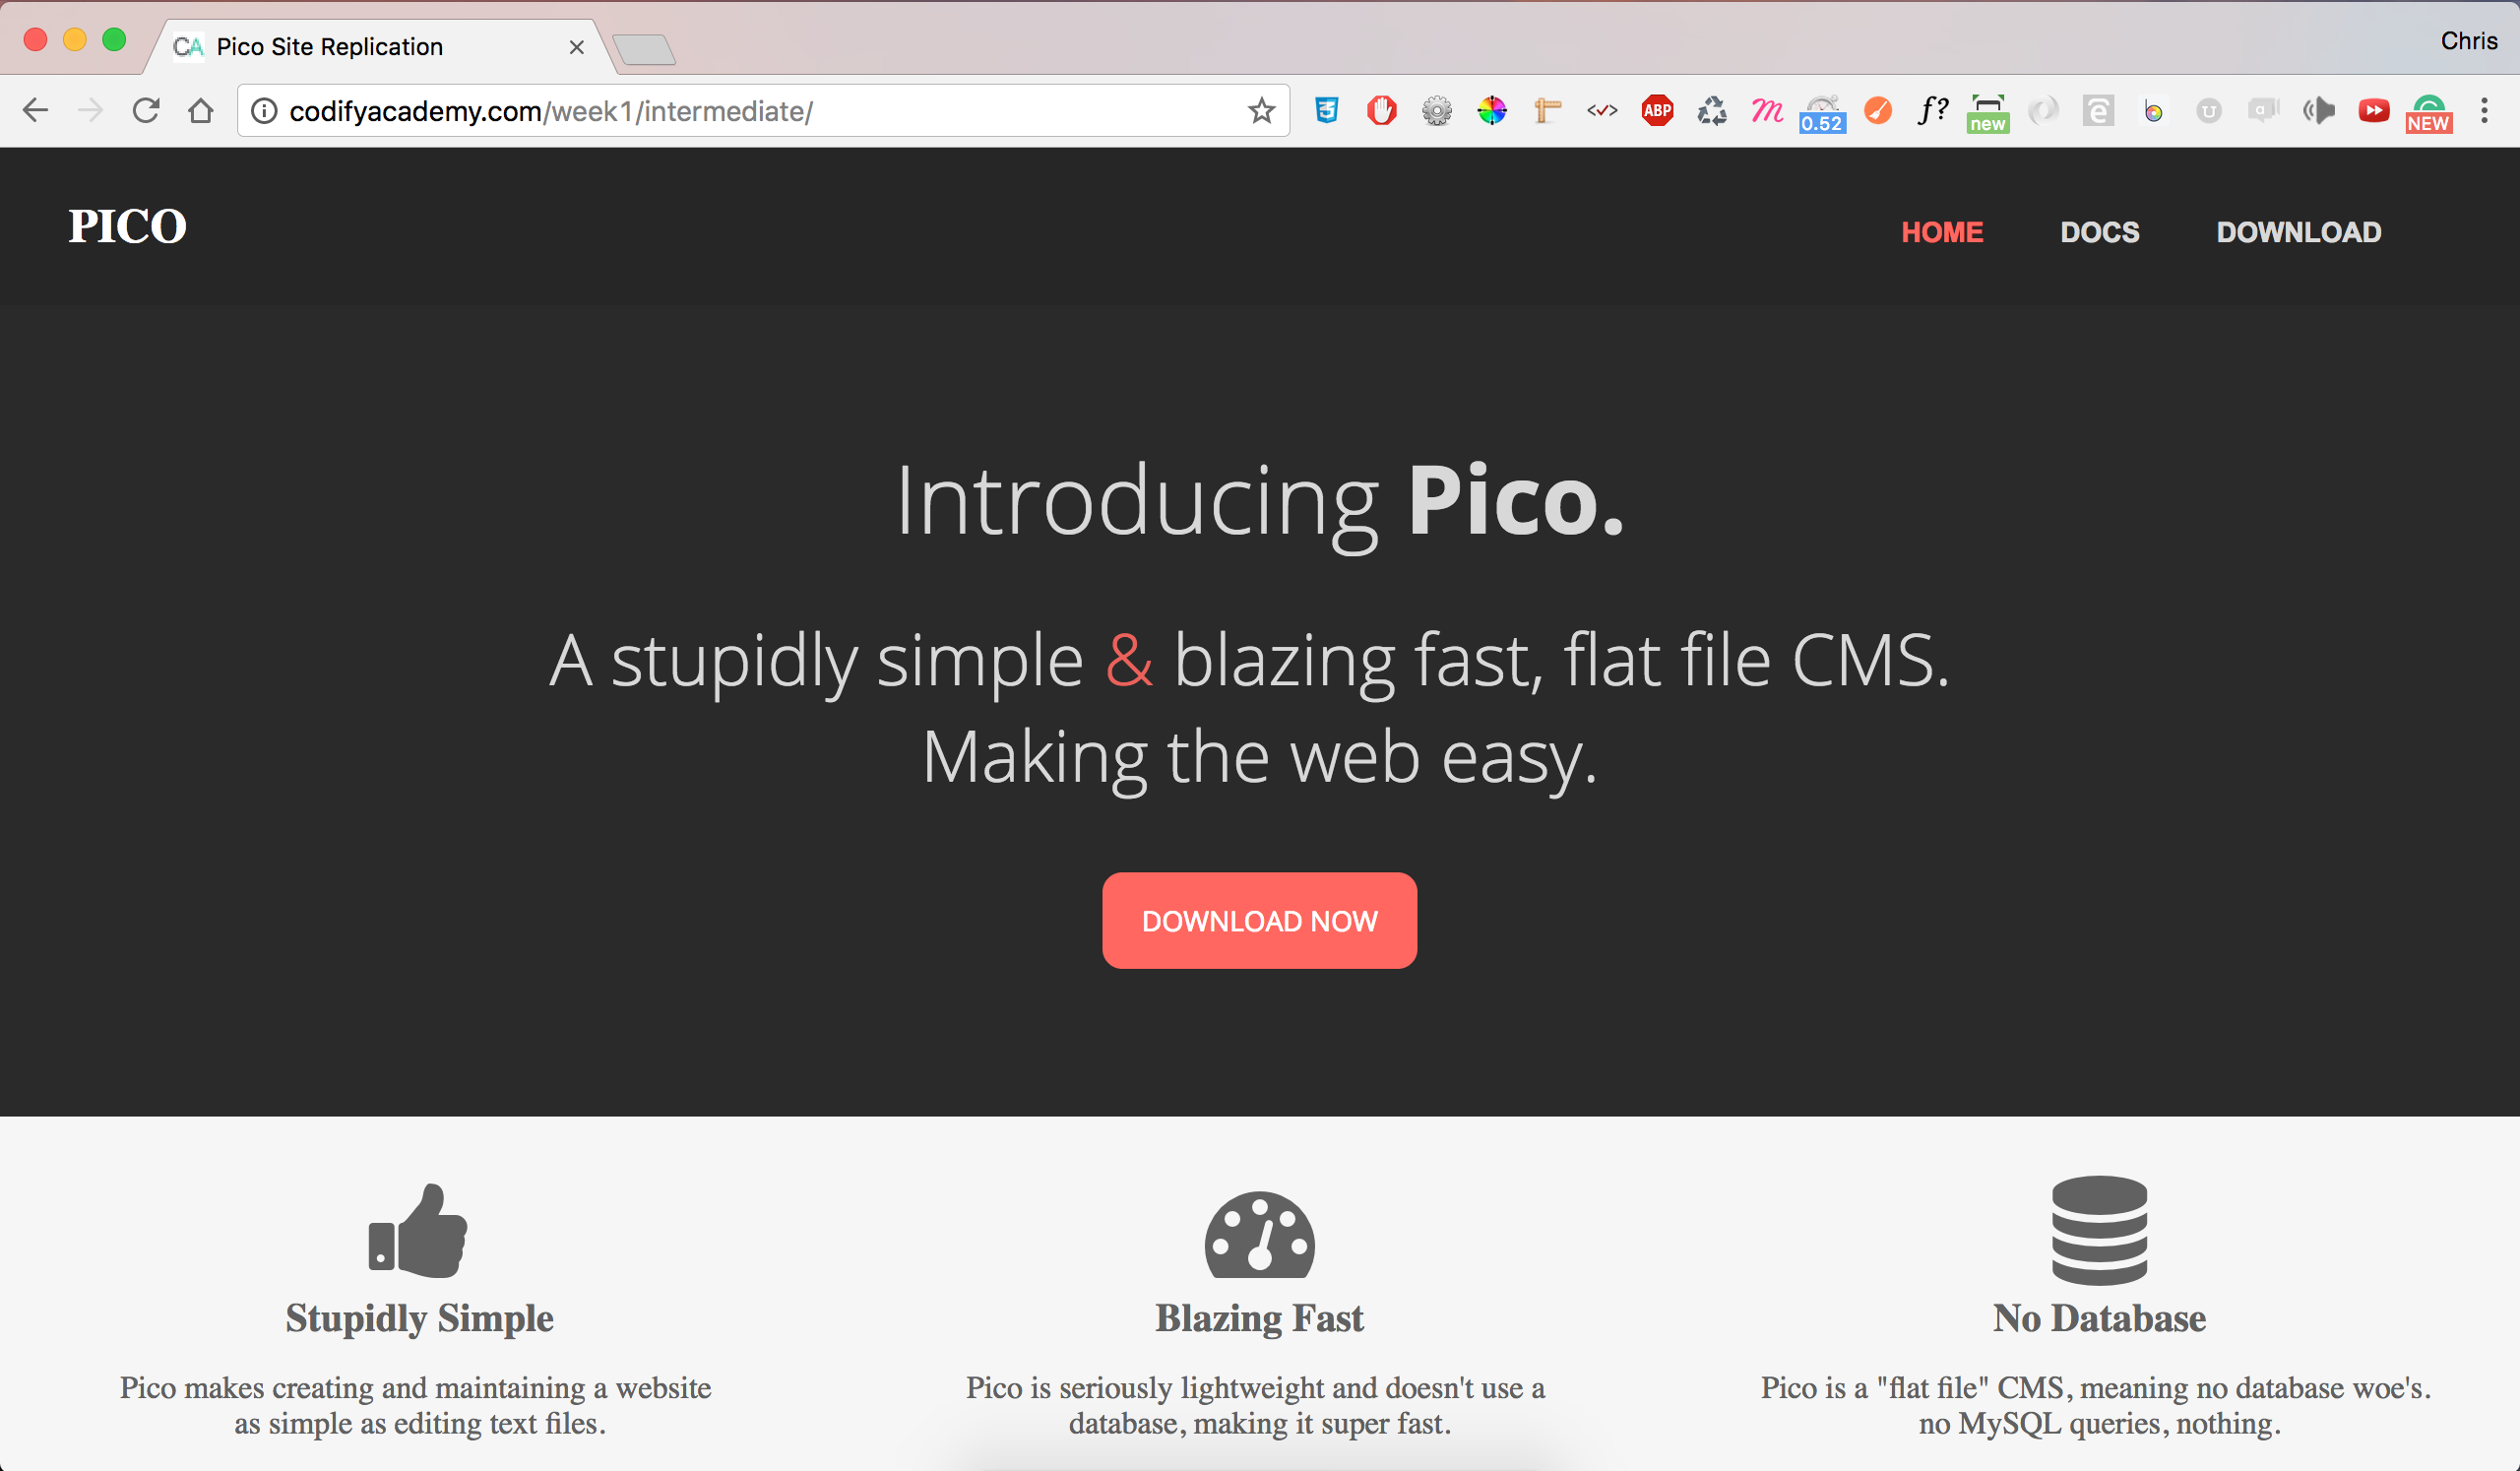 Pico Site Replication
Chris
codifyacademy.com/week1/intermediate/
ABP
0.52
f?
new
NEW
PICO
HOME DOCS DOWNLOAD
Introducing Pico.
A stupidly simple & blazing fast, flat file CMS.
Making the web easy.
DOWNLOAD NOW
Stupidly Simple
Pico makes creating and maintaining a website
as simple as editing text files.
Blazing Fast
Pico is seriously lightweight and doesn't use a
database, making it super fast.
No Database
Pico is a "flat file" CMS, meaning no database woe's.
no MySQL queries, nothing.